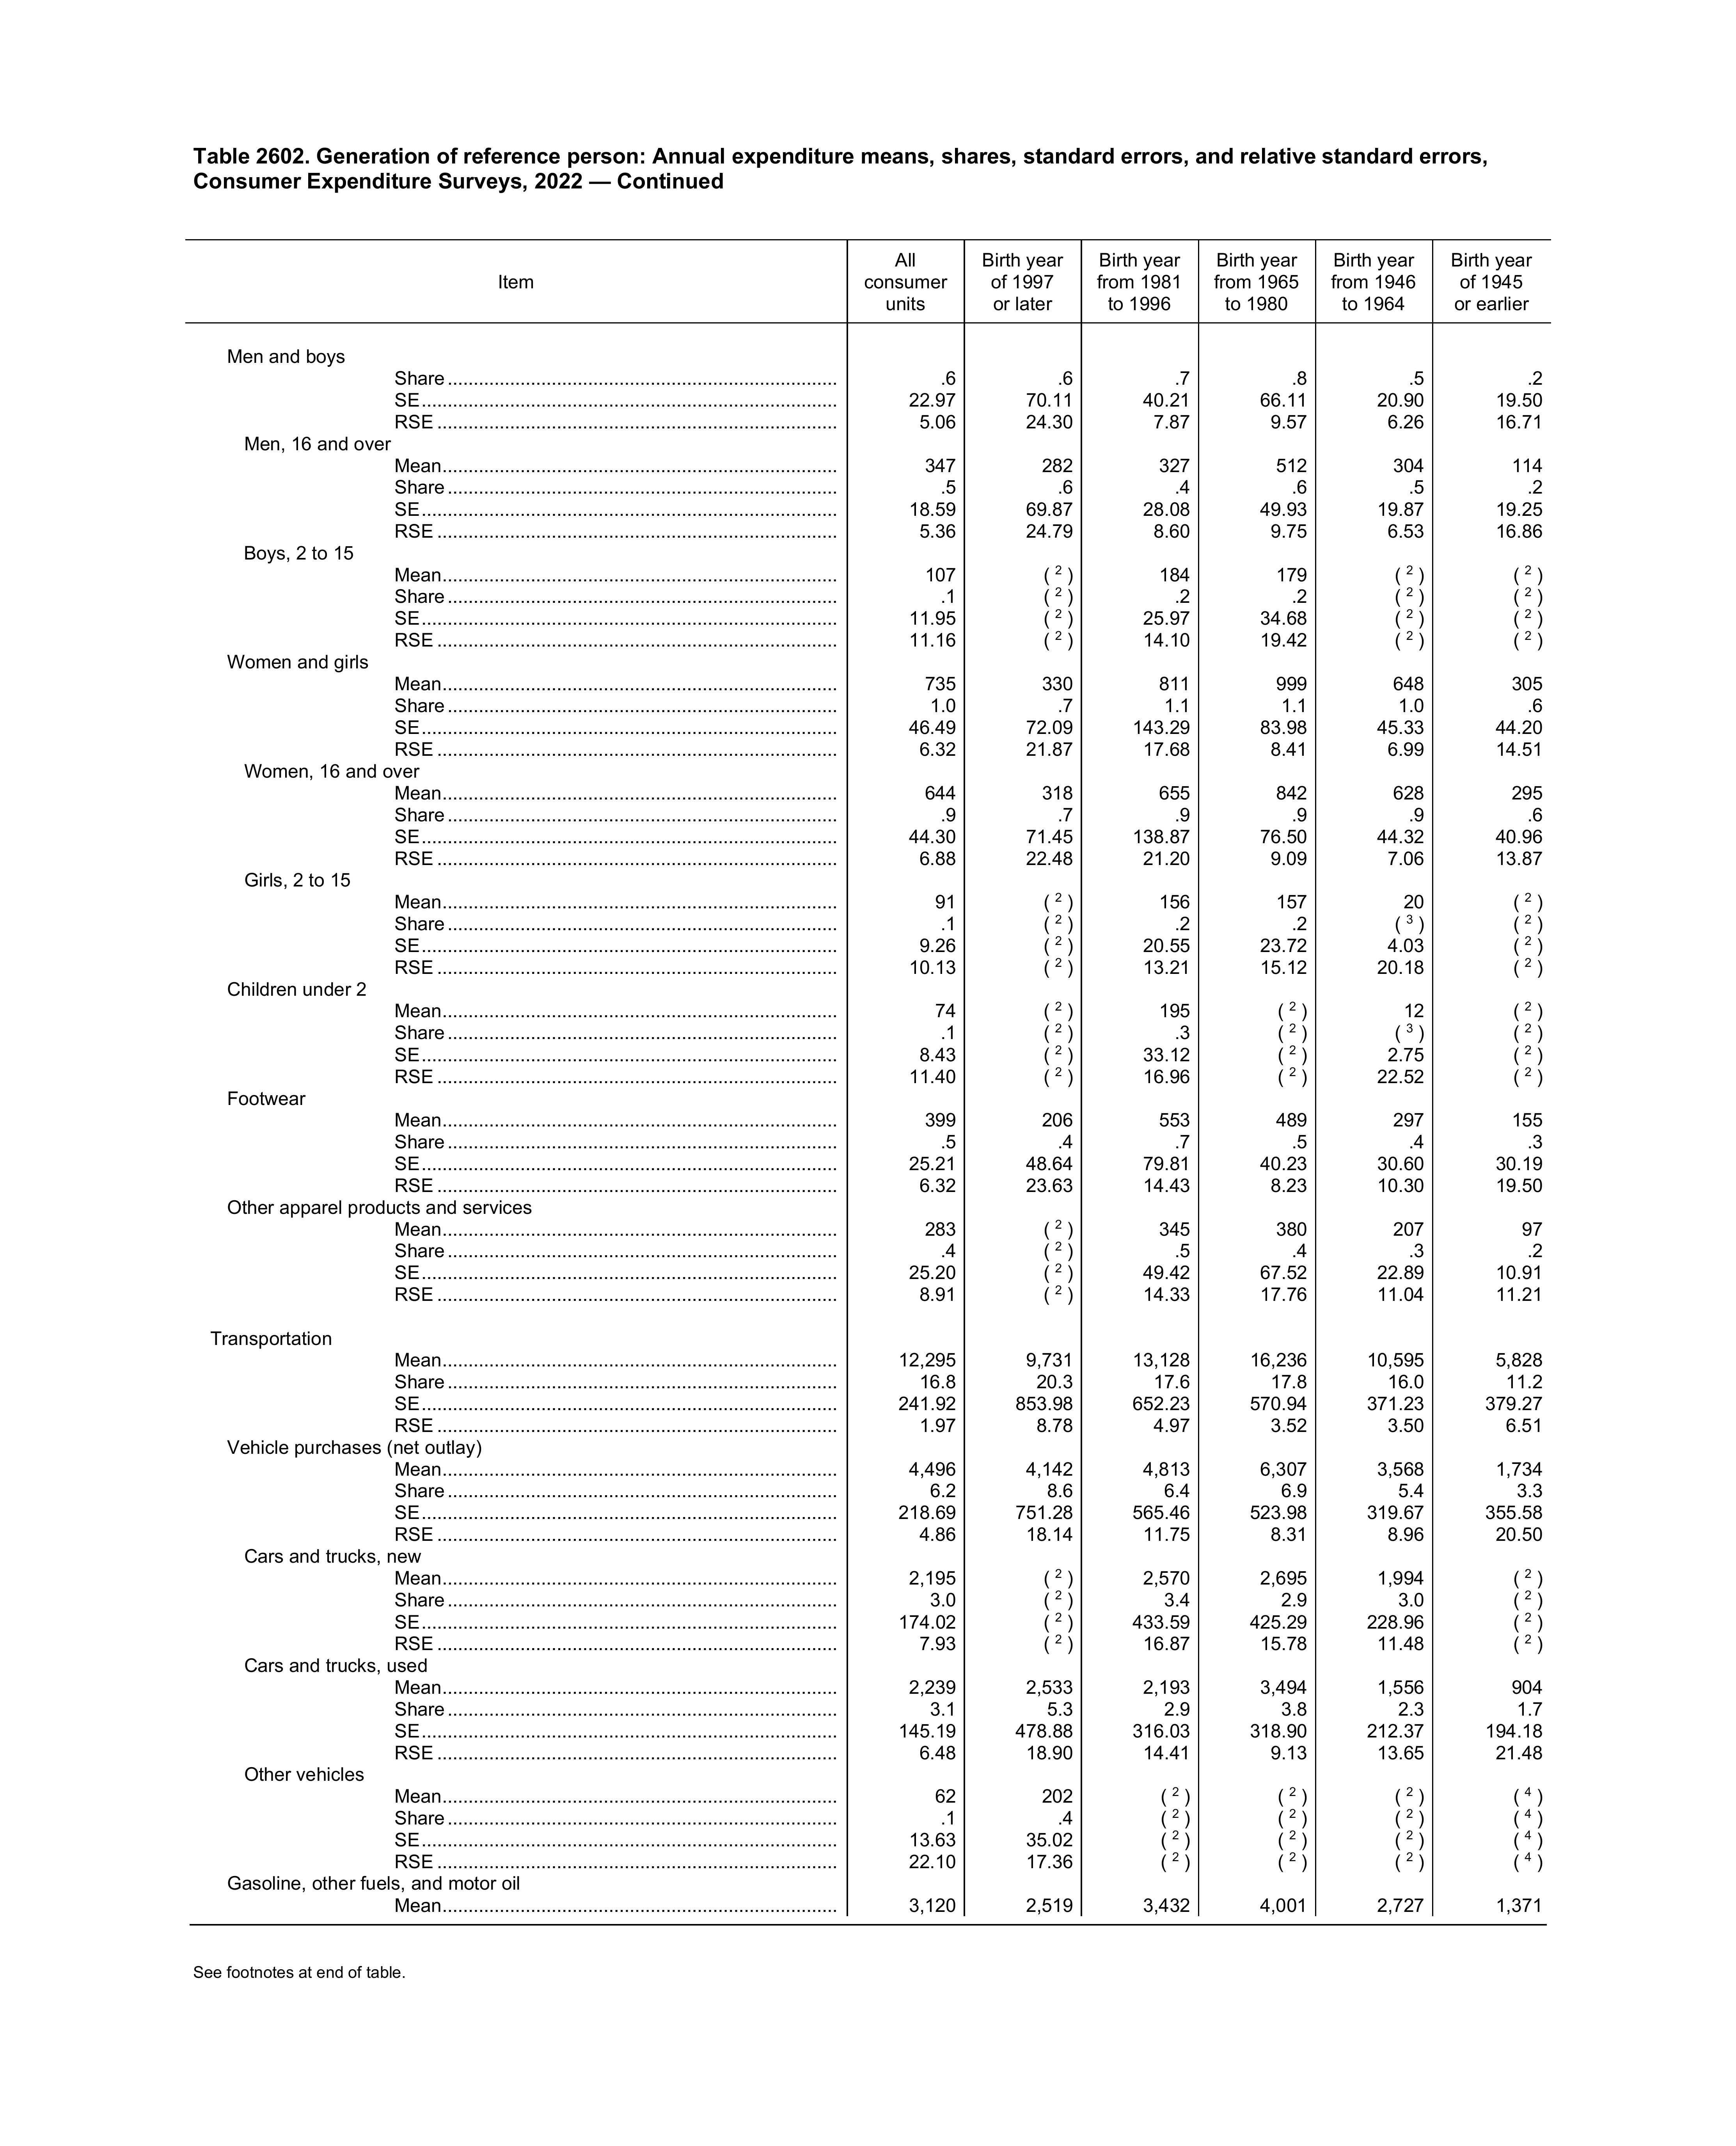 Table 2602. Generation of reference person: Annual expenditure means, shares, standard errors, and relative standard errors,
Consumer Expenditure Surveys, 2022 — Continued
Item
All consumer units
Birth year of 1997 or later
Birth year from 1981 to 1996
Birth year from 1965 to 1980
Birth year from 1946 to 1964
Birth year of 1945 or earlier
Men and boys
Share ........ .6 .6 .7 .8 .5 .2
SE ........ 22.97 70.11 40.21 66.11 20.90 19.50
RSE ........ 5.06 24.30 7.87 9.57 6.26 16.71
Men, 16 and over
Mean ........ 347 282 327 512 304 114
Share ........ .5 .6 .4 .6 .5 .2
SE ........ 18.59 69.87 28.08 49.93 19.87 19.25
RSE ........ 5.36 24.79 8.60 9.75 6.53 16.86
Boys, 2 to 15
Mean ........ 107 ( 2 ) 184 179 ( 2 ) ( 2 )
Share ........ .1 ( 2 ) .2 .2 ( 2 ) ( 2 )
SE ........ 11.95 ( 2 ) 25.97 34.68 ( 2 ) ( 2 )
RSE ........ 11.16 ( 2 ) 14.10 19.42 ( 2 ) ( 2 )
Women and girls
Mean ........ 735 330 811 999 648 305
Share ........ 1.0 .7 1.1 1.1 1.0 .6
SE ........ 46.49 72.09 143.29 83.98 45.33 44.20
RSE ........ 6.32 21.87 17.68 8.41 6.99 14.51
Women, 16 and over
Mean ........ 644 318 655 842 628 295
Share ........ .9 .7 .9 .9 .9 .6
SE ........ 44.30 71.45 138.87 76.50 44.32 40.96
RSE ........ 6.88 22.48 21.20 9.09 7.06 13.87
Girls, 2 to 15
Mean ........ 91 ( 2 ) 156 157 20 ( 2 )
Share ........ .1 ( 2 ) .2 .2 ( 3 ) ( 2 )
SE ........ 9.26 ( 2 ) 20.55 23.72 4.03 ( 2 )
RSE ........ 10.13 ( 2 ) 13.21 15.12 20.18 ( 2 )
Children under 2
Mean ........ 74 ( 2 ) 195 ( 2 ) 12 ( 2 )
Share ........ .1 ( 2 ) .3 ( 2 ) ( 3 ) ( 2 )
SE ........ 8.43 ( 2 ) 33.12 ( 2 ) 2.75 ( 2 )
RSE ........ 11.40 ( 2 ) 16.96 ( 2 ) 22.52 ( 2 )
Footwear
Mean ........ 399 206 553 489 297 155
Share ........ .5 .4 .7 .5 .4 .3
SE ........ 25.21 48.64 79.81 40.23 30.60 30.19
RSE ........ 6.32 23.63 14.43 8.23 10.30 19.50
Other apparel products and services
Mean ........ 283 ( 2 ) 345 380 207 97
Share ........ .4 ( 2 ) .5 .4 .3 .2
SE ........ 25.20 ( 2 ) 49.42 67.52 22.89 10.91
RSE ........ 8.91 ( 2 ) 14.33 17.76 11.04 11.21
Transportation
Mean ........ 12,295 9,731 13,128 16,236 10,595 5,828
Share ........ 16.8 20.3 17.6 17.8 16.0 11.2
SE ........ 241.92 853.98 652.23 570.94 371.23 379.27
RSE ........ 1.97 8.78 4.97 3.52 3.50 6.51
Vehicle purchases (net outlay)
Mean ........ 4,496 4,142 4,813 6,307 3,568 1,734
Share ........ 6.2 8.6 6.4 6.9 5.4 3.3
SE ........ 218.69 751.28 565.46 523.98 319.67 355.58
RSE ........ 4.86 18.14 11.75 8.31 8.96 20.50
Cars and trucks, new
Mean ........ 2,195 ( 2 ) 2,570 2,695 1,994 ( 2 )
Share ........ 3.0 ( 2 ) 3.4 2.9 3.0 ( 2 )
SE ........ 174.02 ( 2 ) 433.59 425.29 228.96 ( 2 )
RSE ........ 7.93 ( 2 ) 16.87 15.78 11.48 ( 2 )
Cars and trucks, used
Mean ........ 2,239 2,533 2,193 3,494 1,556 904
Share ........ 3.1 5.3 2.9 3.8 2.3 1.7
SE ........ 145.19 478.88 316.03 318.90 212.37 194.18
RSE ........ 6.48 18.90 14.41 9.13 13.65 21.48
Other vehicles
Mean ........ 62 202 ( 2 ) ( 2 ) ( 2 ) ( 4 )
Share ........ .1 .4 ( 2 ) ( 2 ) ( 2 ) ( 4 )
SE ........ 13.63 35.02 ( 2 ) ( 2 ) ( 2 ) ( 4 )
RSE ........ 22.10 17.36 ( 2 ) ( 2 ) ( 2 ) ( 4 )
Gasoline, other fuels, and motor oil
Mean ........ 3,120 2,519 3,432 4,001 2,727 1,371
See footnotes at end of table.